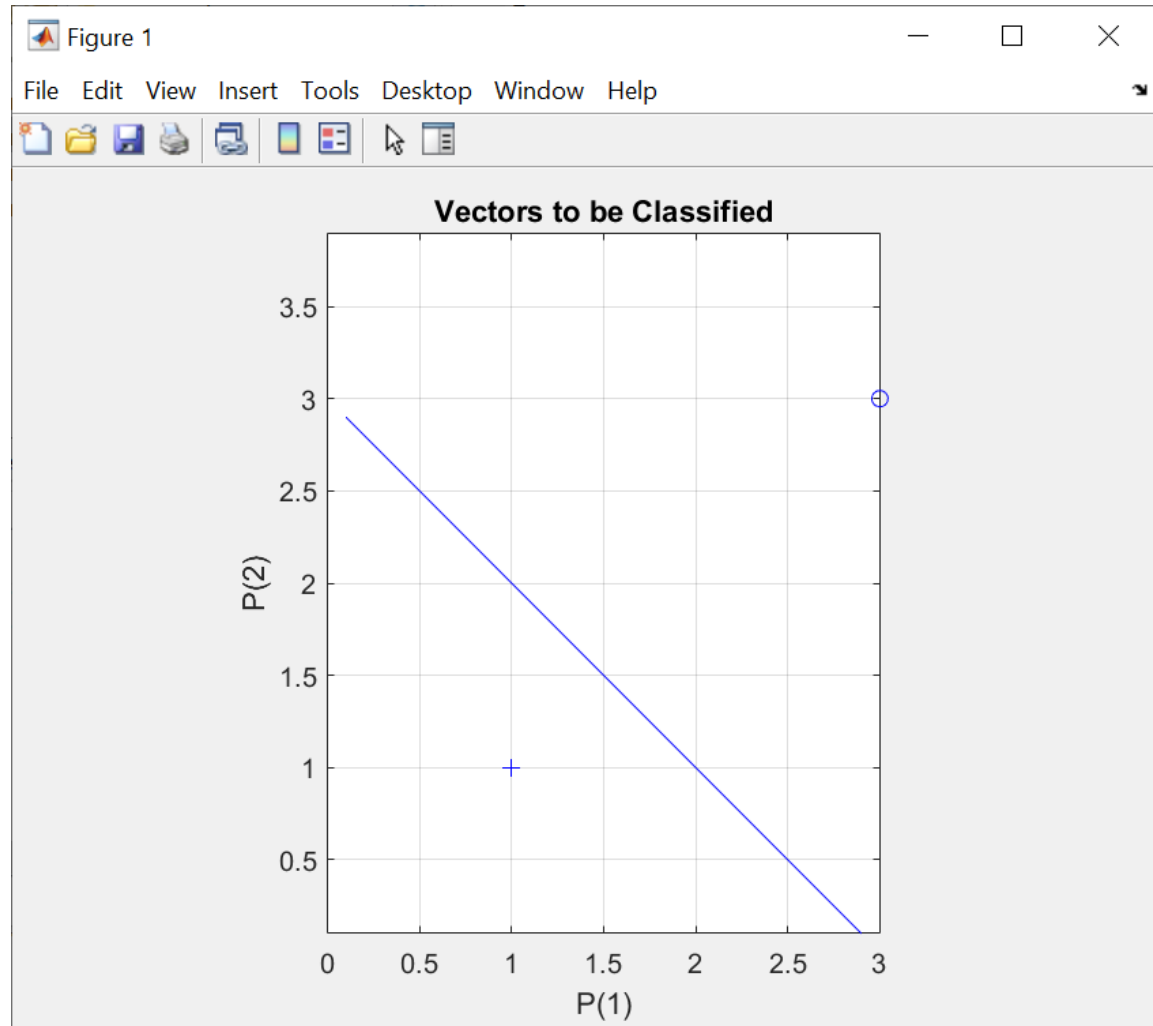 Figure 1
File Edit View Insert Tools Desktop Window Help
Vectors to be Classified
3.5
3
2.5
2
1.5
1
0.5
P(2)
0 0.5 1 1.5 2 2.5 3
P(1)